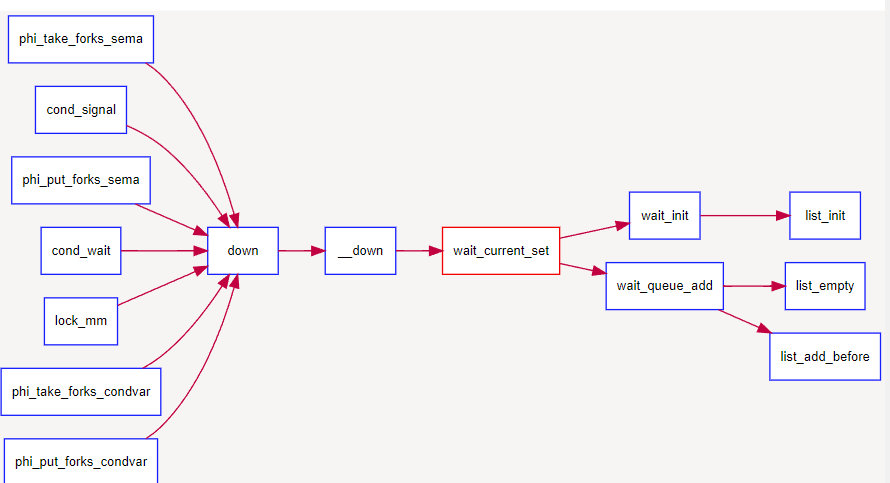 phi_take_forks_sema
cond_signal
phi_put_forks_sema
cond_wait
lock_mm
phi_take_forks_condvar
phi_put_forks_condvar
down
__down
wait_current_set
wait_init
wait_queue_add
list_init
list_empty
list_add_before